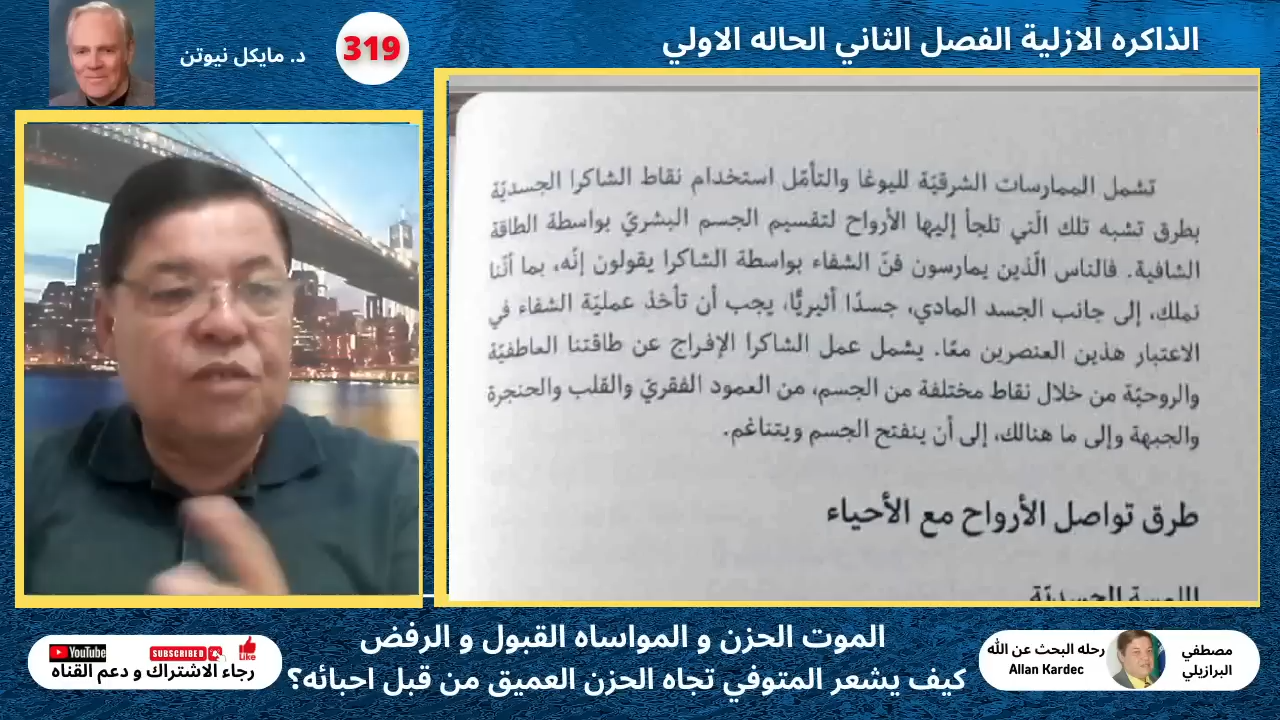 الذاكره الازلية الفصل الثاني الحاله الاولي
319
د. مايكل نيوتن
تشمل الممارسات الشرقيّة لليوغا والتأمّل استخدام نقاط الشاكرا الجسديّة
بطرق تشبه تلك الّتي تلجأ إليها الأرواح لتقسيم الجسم البشريّ بواسطة الطاقة
الشافية. فالناس الّذين يمارسون فنّ الشفاء بواسطة الشاكرا يقولون إنّه، بما أنّنا
نملك، إلى جانب الجسد المادي، جسدًا أثيريًّا، يجب أن تأخذ عمليّة الشفاء في
الاعتبار هذين العنصرين معًا. يشمل عمل الشاكرا الإفراج عن طاقتنا العاطفيّة
والروحيّة من خلال نقاط مختلفة من الجسم، من العمود الفقريّ والقلب والحنجرة
والجبهة وإلى ما هنالك، إلى أن ينفتح الجسم ويتناغم.
طرق تواصل الأرواح مع الأحياء
اللمسة الجسديّة
الموت الحزن و المواساه القبول و الرفض
كيف يشعر المتوفي تجاه الحزن العميق من قبل احبائه؟
مصطفي
البرازيلي
رحله البحث عن الله
Allan Kardec
YouTube
SUBSCRIBED
Like
رجاء الاشتراك و دعم القناه